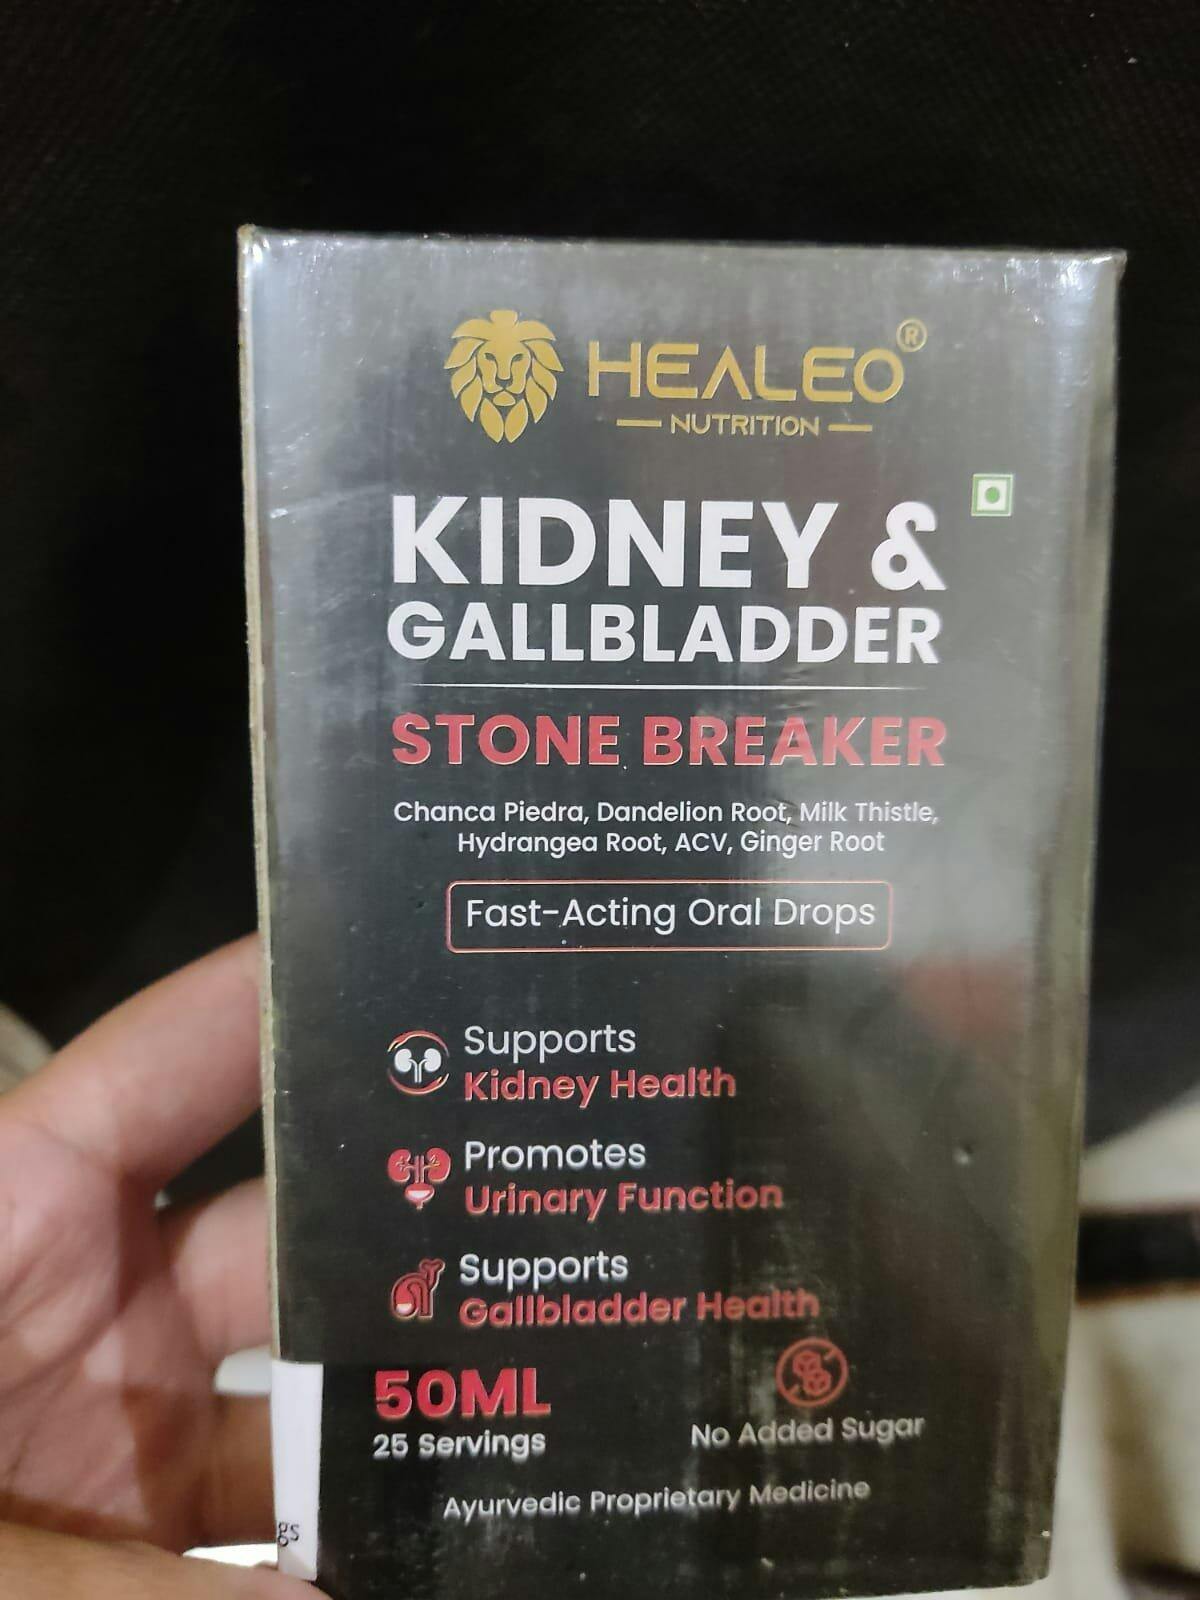 HEALEO®
NUTRITION
KIDNEY &
GALLBLADDER
STONE BREAKER
Chanca Piedra, Dandelion Root, Milk Thistle,
Hydrangea Root, ACV, Ginger Root
Fast-Acting Oral Drops
Supports
Kidney Health
Promotes
Urinary Function
Supports
Gallbladder Health
50ML
25 Servings
No Added Sugar
Ayurvedic Proprietary Medicine
gs